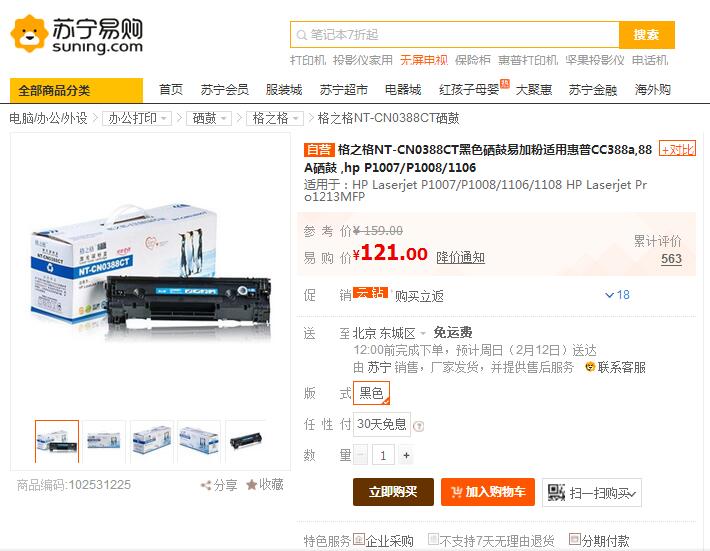 苏宁易购
suning.com
笔记本7折起
搜索
打印机 投影仪家用 无屏电视 保险柜 惠普打印机 坚果投影仪 电话机
全部商品分类 首页 苏宁会员 服装城 苏宁超市 电器城 红孩子母婴 热 大聚惠 苏宁金融 海外购
电脑/办公/外设 > 办公打印 > 硒鼓 > 格之格 > 格之格NT-CN0388CT硒鼓
自营 格之格NT-CN0388CT黑色硒鼓易加粉适用惠普CC388a,88
A硒鼓 ,hp P1007/P1008/1106
+对比
适用于:HP Laserjet P1007/P1008/1106/1108 HP Laserjet Pr
o1213MFP
参考价 ¥159.00
易购价 ¥121.00 降价通知
累计评价
563
促销 云钻 购买立返 18
送至 北京 东城区 免运费
12:00前完成下单，预计周日（2月12日）送达
由 苏宁 销售，厂家发货，并提供售后服务 联系客服
版式 黑色
任性付 30天免息 ?
数量 - 1 +
立即购买 加入购物车 扫一扫购买
特色服务 企业采购 不支持7天无理由退货 分期付款
格之格
NT-CN0388CT
格之格
NT-CN0388CT
商品编码:102531225 分享 收藏